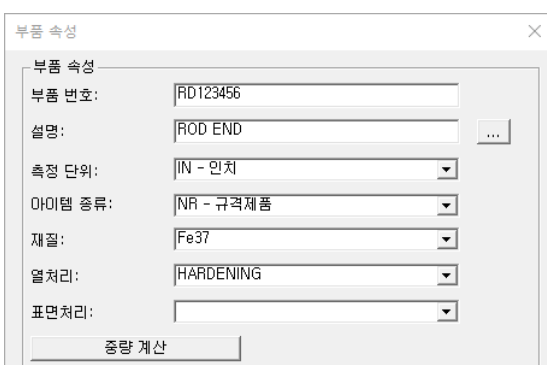 부품 속성
부품 속성
부품 번호: RD123456
설명: ROD END ...
측정 단위: IN - 인치
아이템 종류: NR - 규격제품
재질: Fe37
열처리: HARDENING
표면처리:
중량 계산